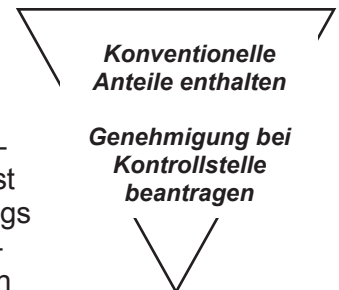 Konventionelle
Anteile enthalten
Genehmigung bei
Kontrollstelle
beantragen